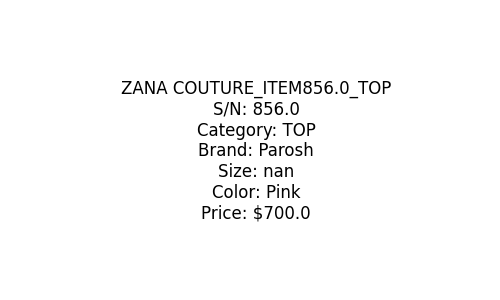 ZANA COUTURE_ITEM856.0_TOP
S/N: 856.0
Category: TOP
Brand: Parosh
Size: nan
Color: Pink
Price: $700.0